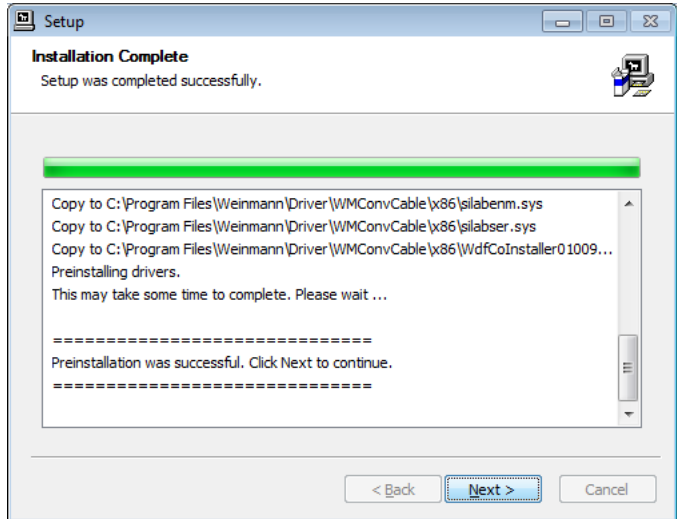 Setup
Installation Complete
Setup was completed successfully.
Copy to C:\Program Files\Weinmann\Driver\WMConvCable\x86\silabenm.sys
Copy to C:\Program Files\Weinmann\Driver\WMConvCable\x86\silabser.sys
Copy to C:\Program Files\Weinmann\Driver\WMConvCable\x86\WdfCoInstaller01009...
Preinstalling drivers.
This may take some time to complete. Please wait ...
==============================
Preinstallation was successful. Click Next to continue.
==============================
< Back
Next >
Cancel